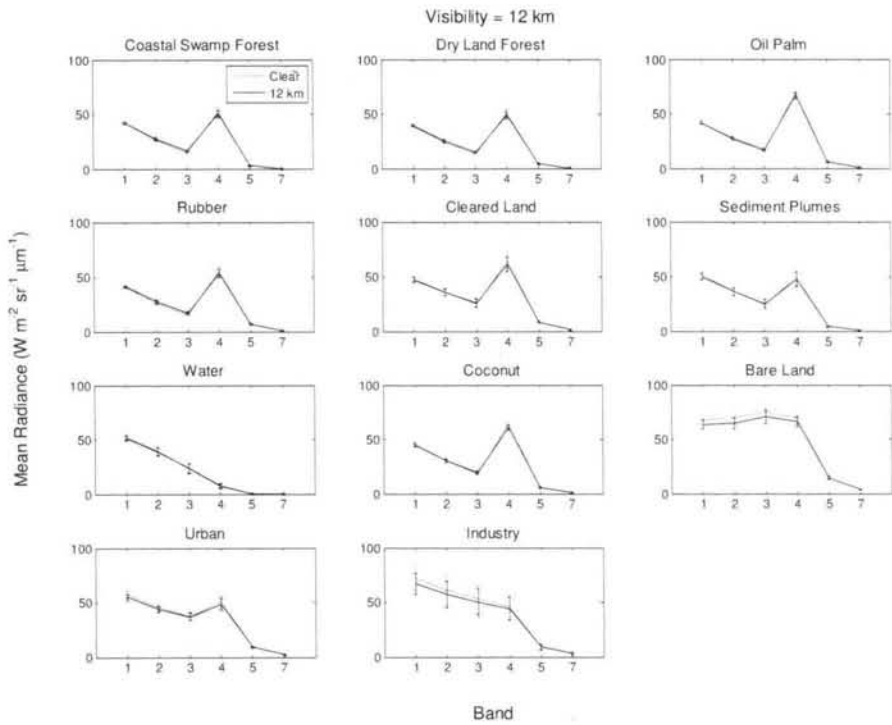 Visibility = 12 km
Coastal Swamp Forest
Dry Land Forest
Oil Palm
100
50
0
1 2 3 4 5 7
Clear
12 km
100
50
0
1 2 3 4 5 7
100
50
0
1 2 3 4 5 7
Rubber
Cleared Land
Sediment Plumes
100
50
0
1 2 3 4 5 7
100
50
0
1 2 3 4 5 7
100
50
0
1 2 3 4 5 7
Water
Coconut
Bare Land
100
50
0
1 2 3 4 5 7
100
50
0
1 2 3 4 5 7
100
50
0
1 2 3 4 5 7
Urban
Industry
100
50
0
1 2 3 4 5 7
100
50
0
1 2 3 4 5 7
Mean Radiance (W m⁻² sr⁻¹ µm⁻¹)
Band